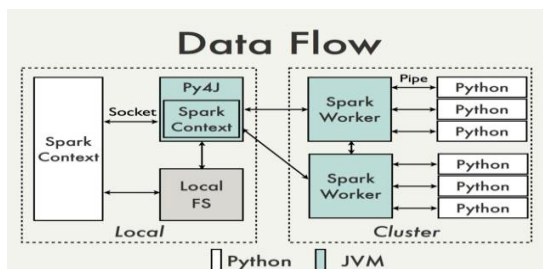 Data Flow
Spark
Context
Socket
Py4J
Spark
Context
Local
FS
Local
Spark
Worker
Spark
Worker
Pipe
Python
Python
Python
Python
Python
Python
Cluster
Python
JVM